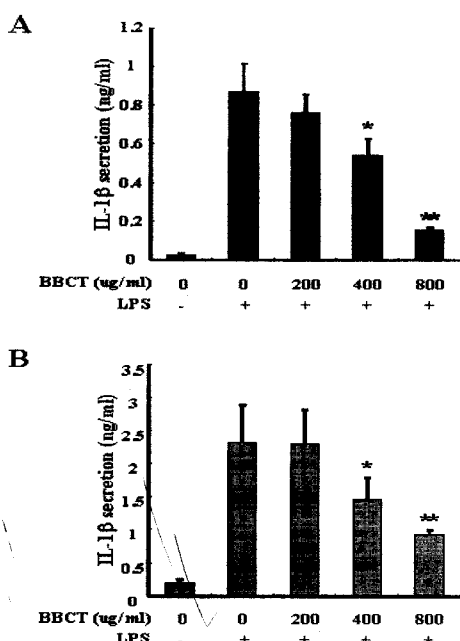 A
1.2
1
0.8
0.6
0.4
0.2
0
IL-1β secretion (ng/ml)
*
**
BBCT (ug/ml) 0 0 200 400 800
LPS - + + + +
B
3.5
3
2.5
2
1.5
1
0.5
0
IL-1β secretion (ng/ml)
*
**
BBCT (ug/ml) 0 0 200 400 800
LPS - + + + +